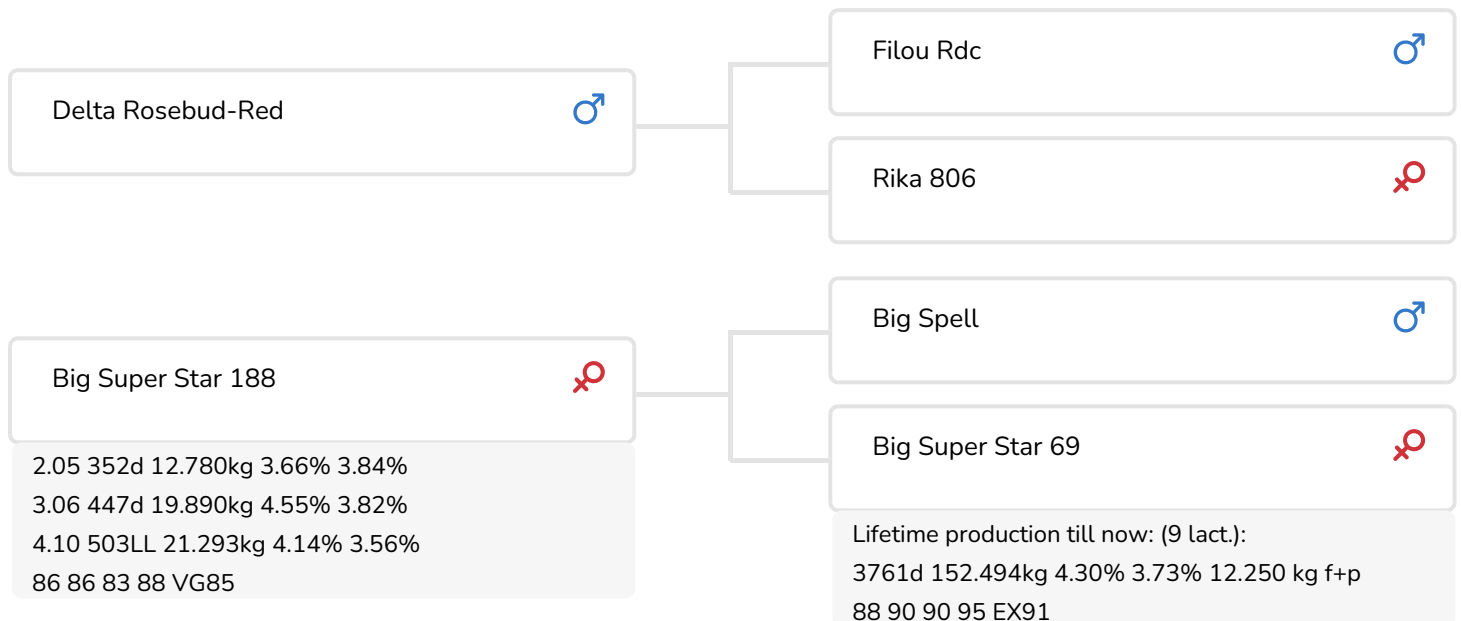 Delta Rosebud-Red
Filou Rdc
Rika 806
Big Super Star 188
2.05 352d 12.780kg 3.66% 3.84%
3.06 447d 19.890kg 4.55% 3.82%
4.10 503LL 21.293kg 4.14% 3.56%
86 86 83 88 VG85
Big Spell
Big Super Star 69
Lifetime production till now: (9 lact.):
3761d 152.494kg 4.30% 3.73% 12.250 kg f+p
88 90 90 95 EX91